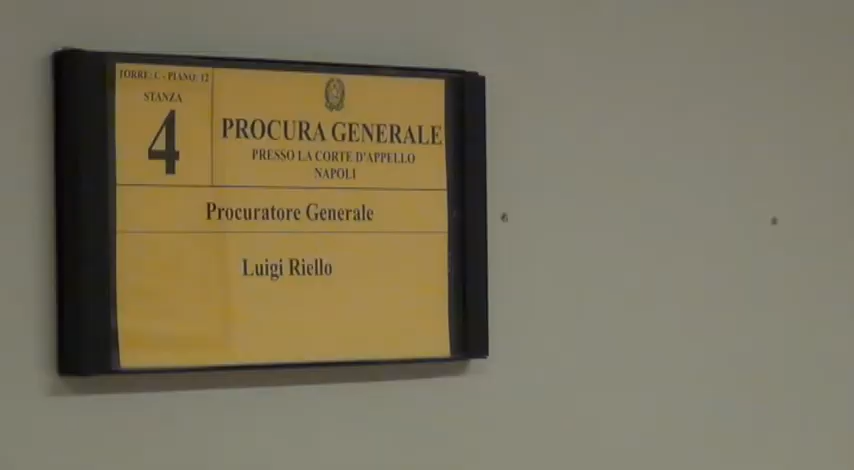 TORRE: C - PIANO: 12
STANZA
4
PROCURA GENERALE
PRESSO LA CORTE D'APPELLO
NAPOLI
Procuratore Generale
Luigi Riello